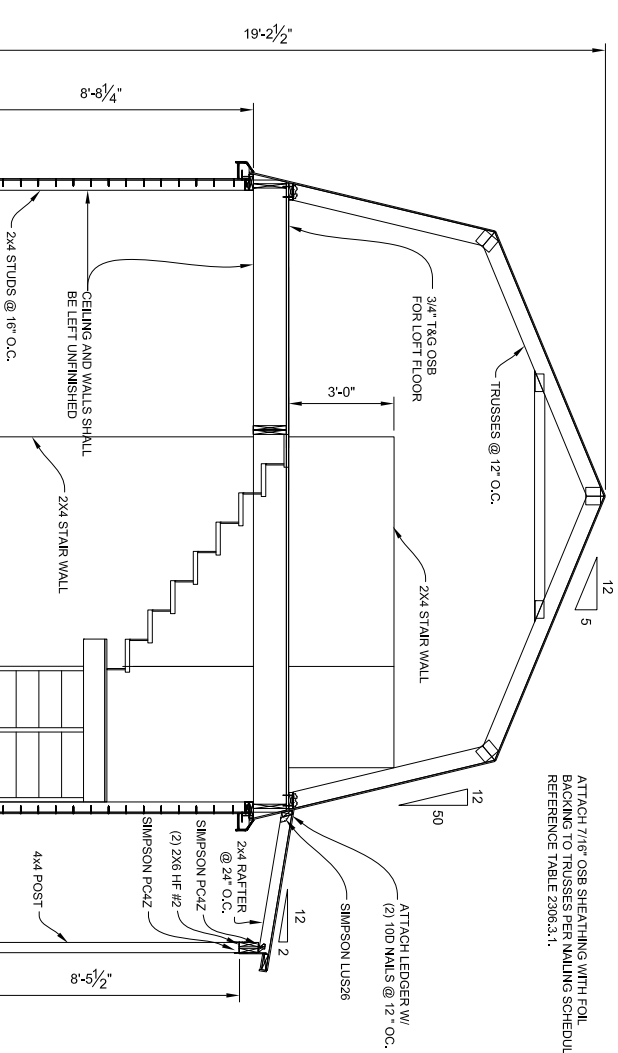 19'-2½"
8'-8¼"
ATTACH 7/16" OSB SHEATHING WITH FOIL
BACKING TO TRUSSES PER NAILING SCHEDUL
REFERENCE TABLE 2306.3.1.
12
5
TRUSSES @ 12" O.C.
3/4" T&G OSB
FOR LOFT FLOOR
3'-0"
2X4 STAIR WALL
12
50
CEILING AND WALLS SHALL
BE LEFT UNFINISHED
2x4 STUDS @ 16" O.C.
2X4 STAIR WALL
ATTACH LEDGER W/
(2) 10D NAILS @ 12 " OC.
SIMPSON LUS26
12
2
2x4 RAFTER
@ 24" O.C.
SIMPSON PC4Z
(2) 2X6 HF #2
SIMPSON PC4Z
4x4 POST
8'-5½"